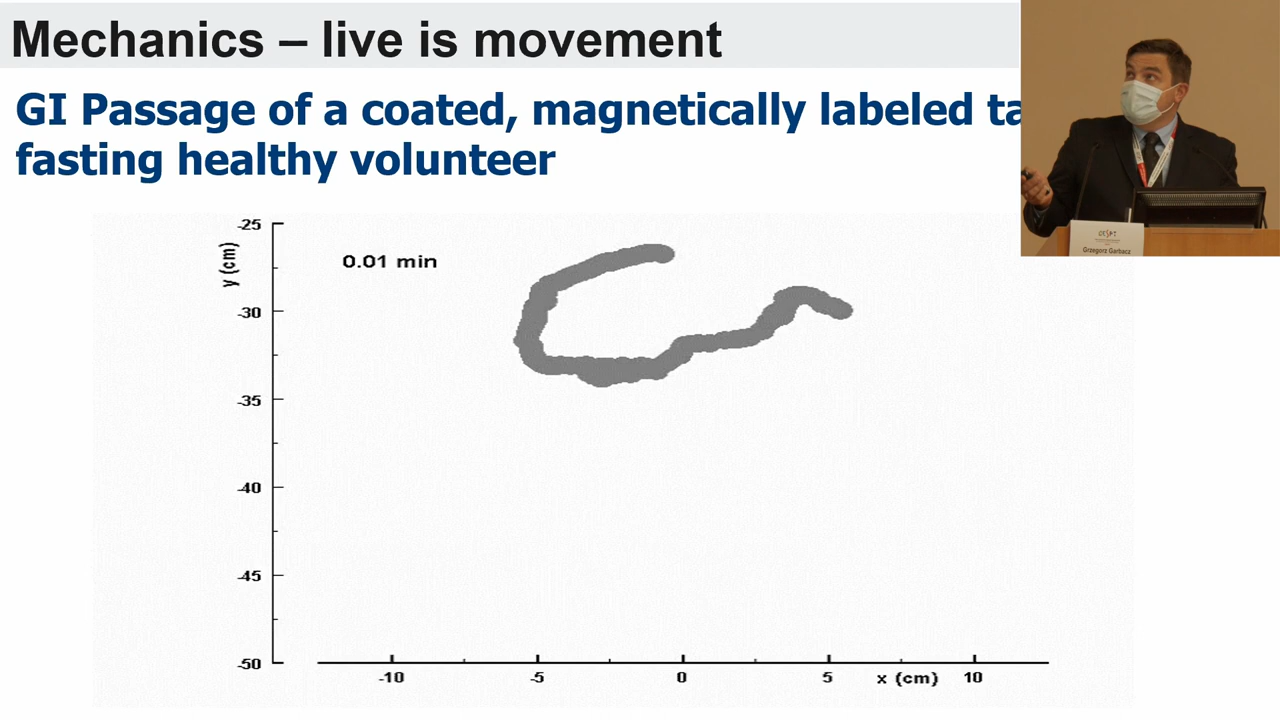 Mechanics – live is movement
GI Passage of a coated, magnetically labeled ta
fasting healthy volunteer
-25
y (cm)
0.01 min
-30
-35
-40
-45
-50
-10
-5
0
5
x (cm)
10
Grzegorz Garbacz